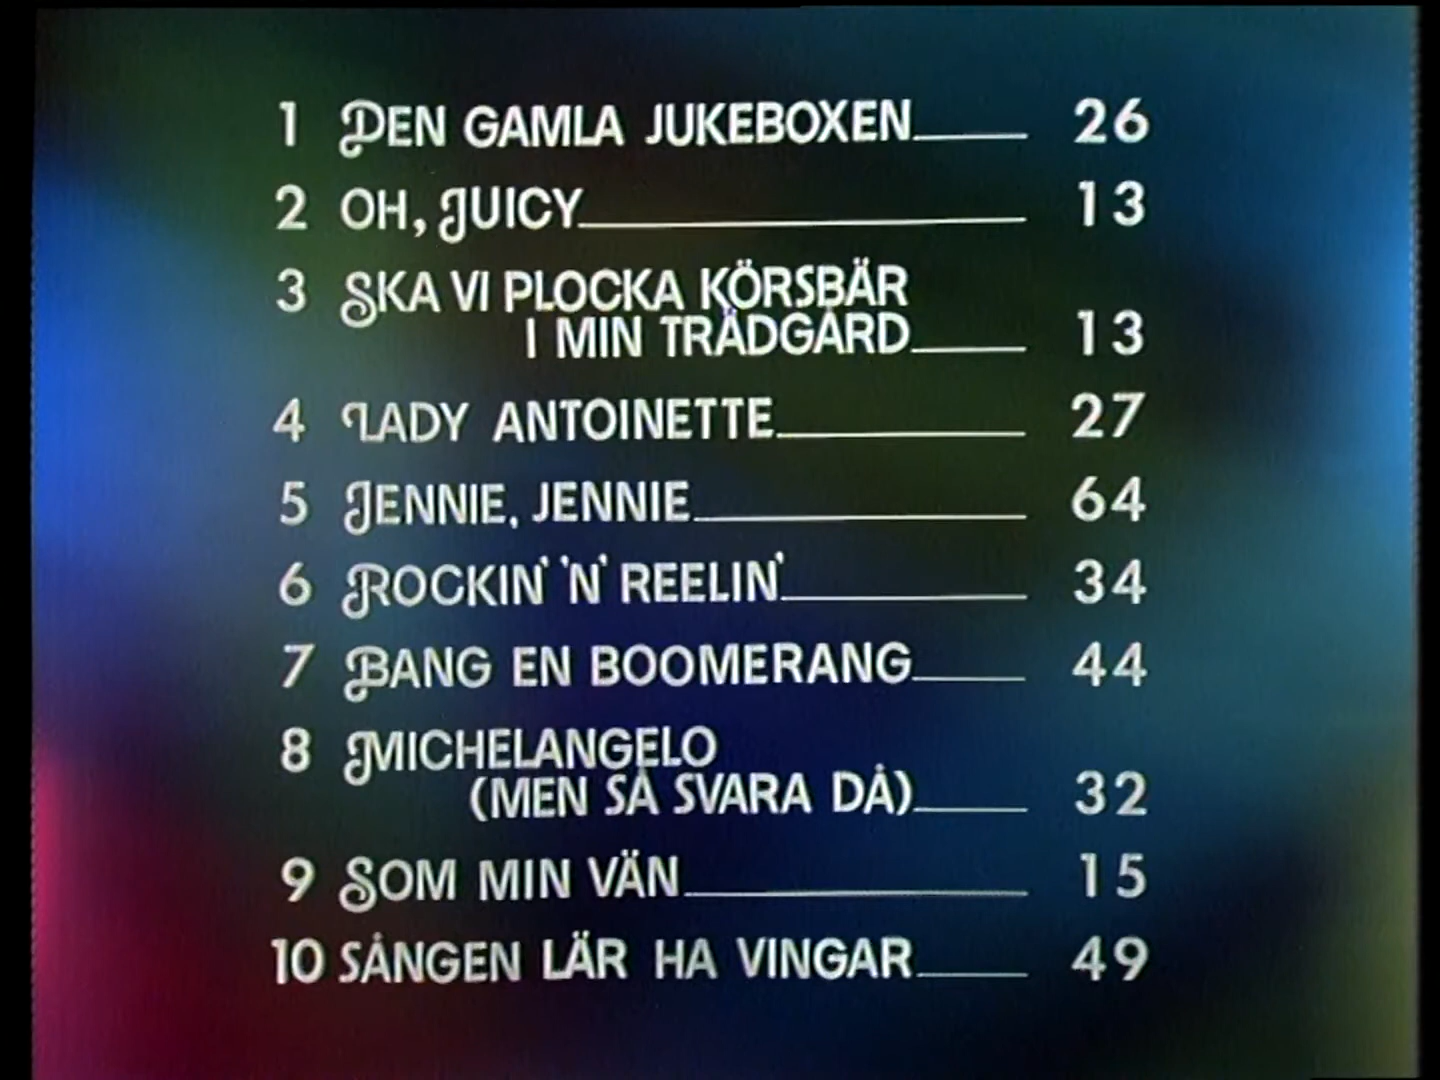 1 DEN GAMLA JUKEBOXEN 26
2 OH, JUICY 13
3 SKA VI PLOCKA KÖRSBÄR
I MIN TRÄDGÅRD 13
4 LADY ANTOINETTE 27
5 JENNIE, JENNIE 64
6 ROCKIN' 'N' REELIN' 34
7 BANG EN BOOMERANG 44
8 MICHELANGELO
(MEN SÅ SVARA DÅ) 32
9 SOM MIN VÄN 15
10 SÅNGEN LÄR HA VINGAR 49